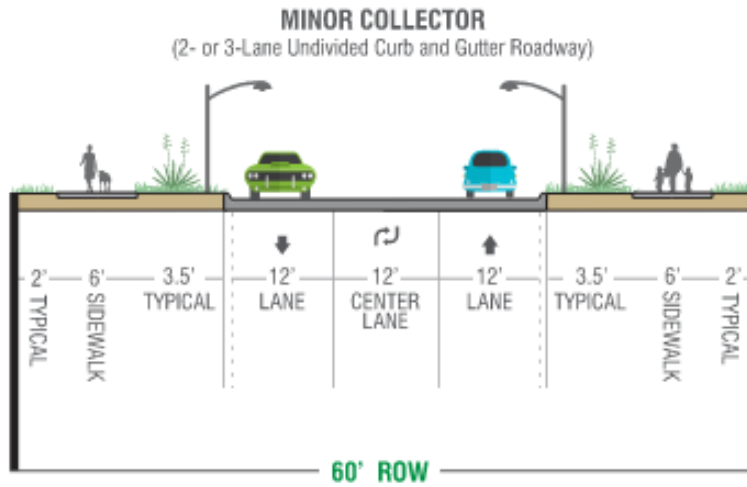 MINOR COLLECTOR
(2- or 3-Lane Undivided Curb and Gutter Roadway)
2' 6' 3.5' 12' 12' 12' 3.5' 6' 2'
TYPICAL SIDEWALK TYPICAL LANE CENTER LANE LANE TYPICAL SIDEWALK TYPICAL
60' ROW